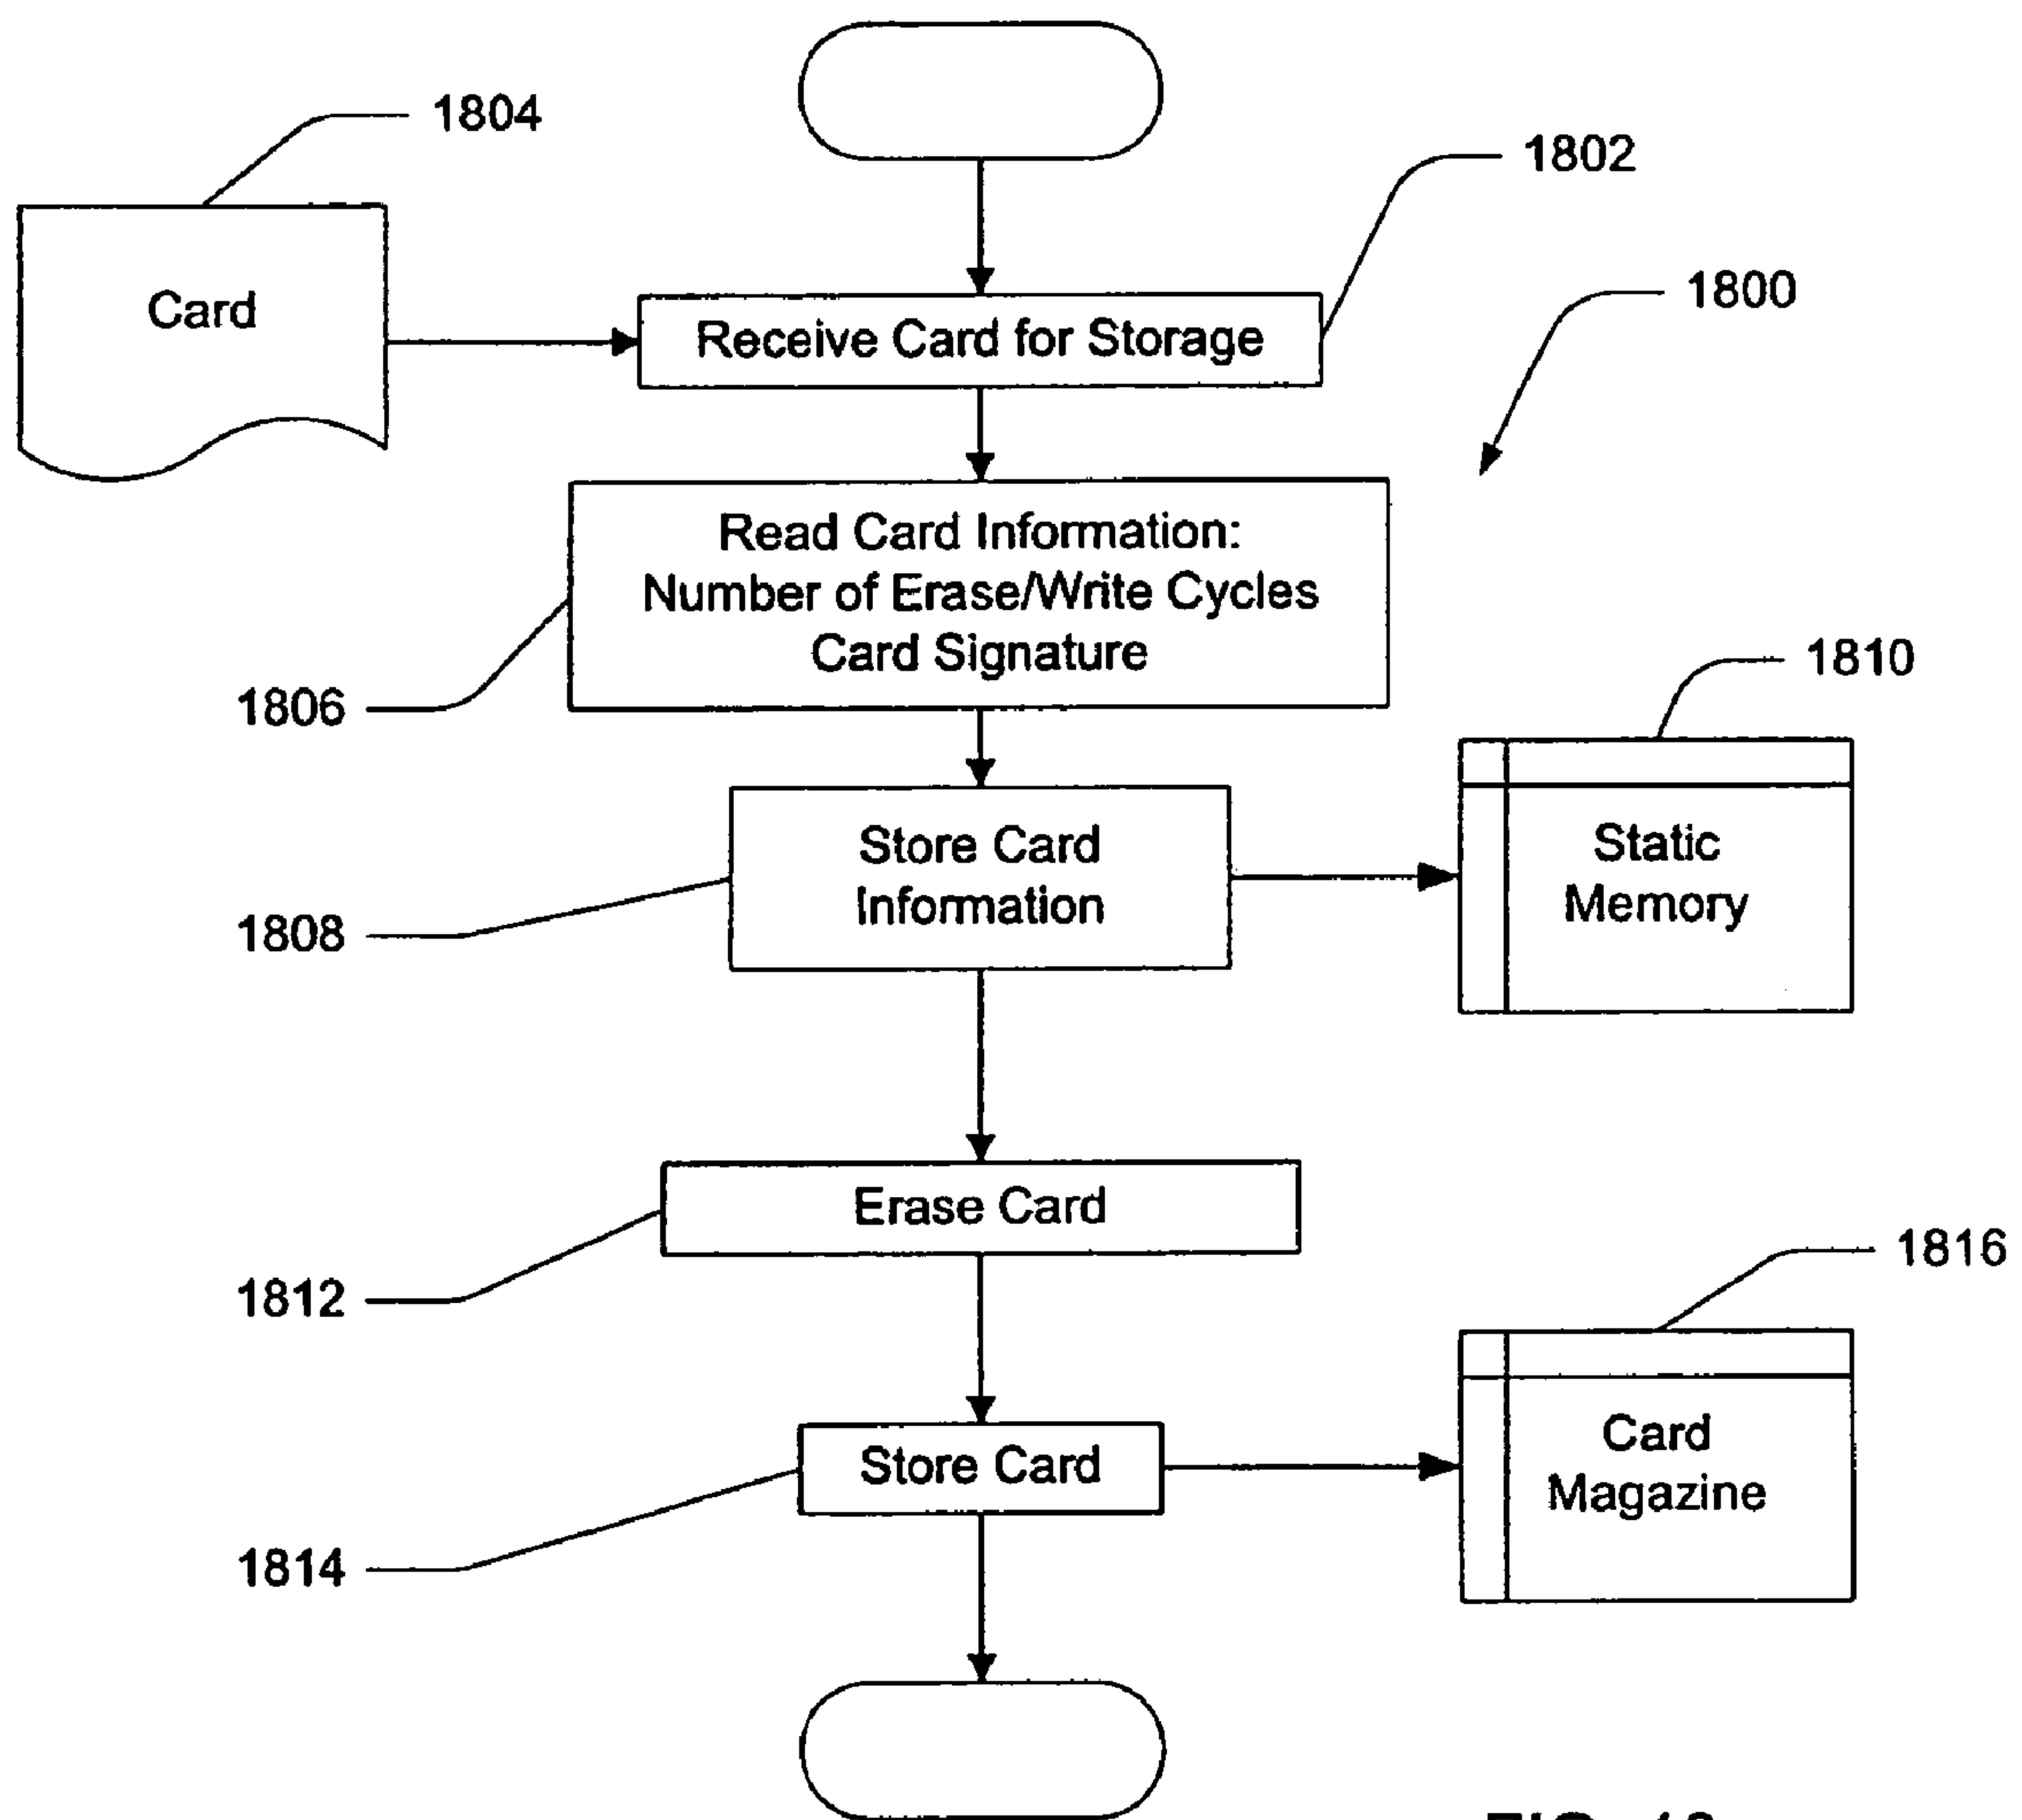 1804
1802
Card
1800
Receive Card for Storage
Read Card Information:
Number of Erase/Write Cycles
Card Signature
1806
1810
Store Card
Information
Static
Memory
1808
Erase Card
1812
1816
Store Card
Card
Magazine
1814